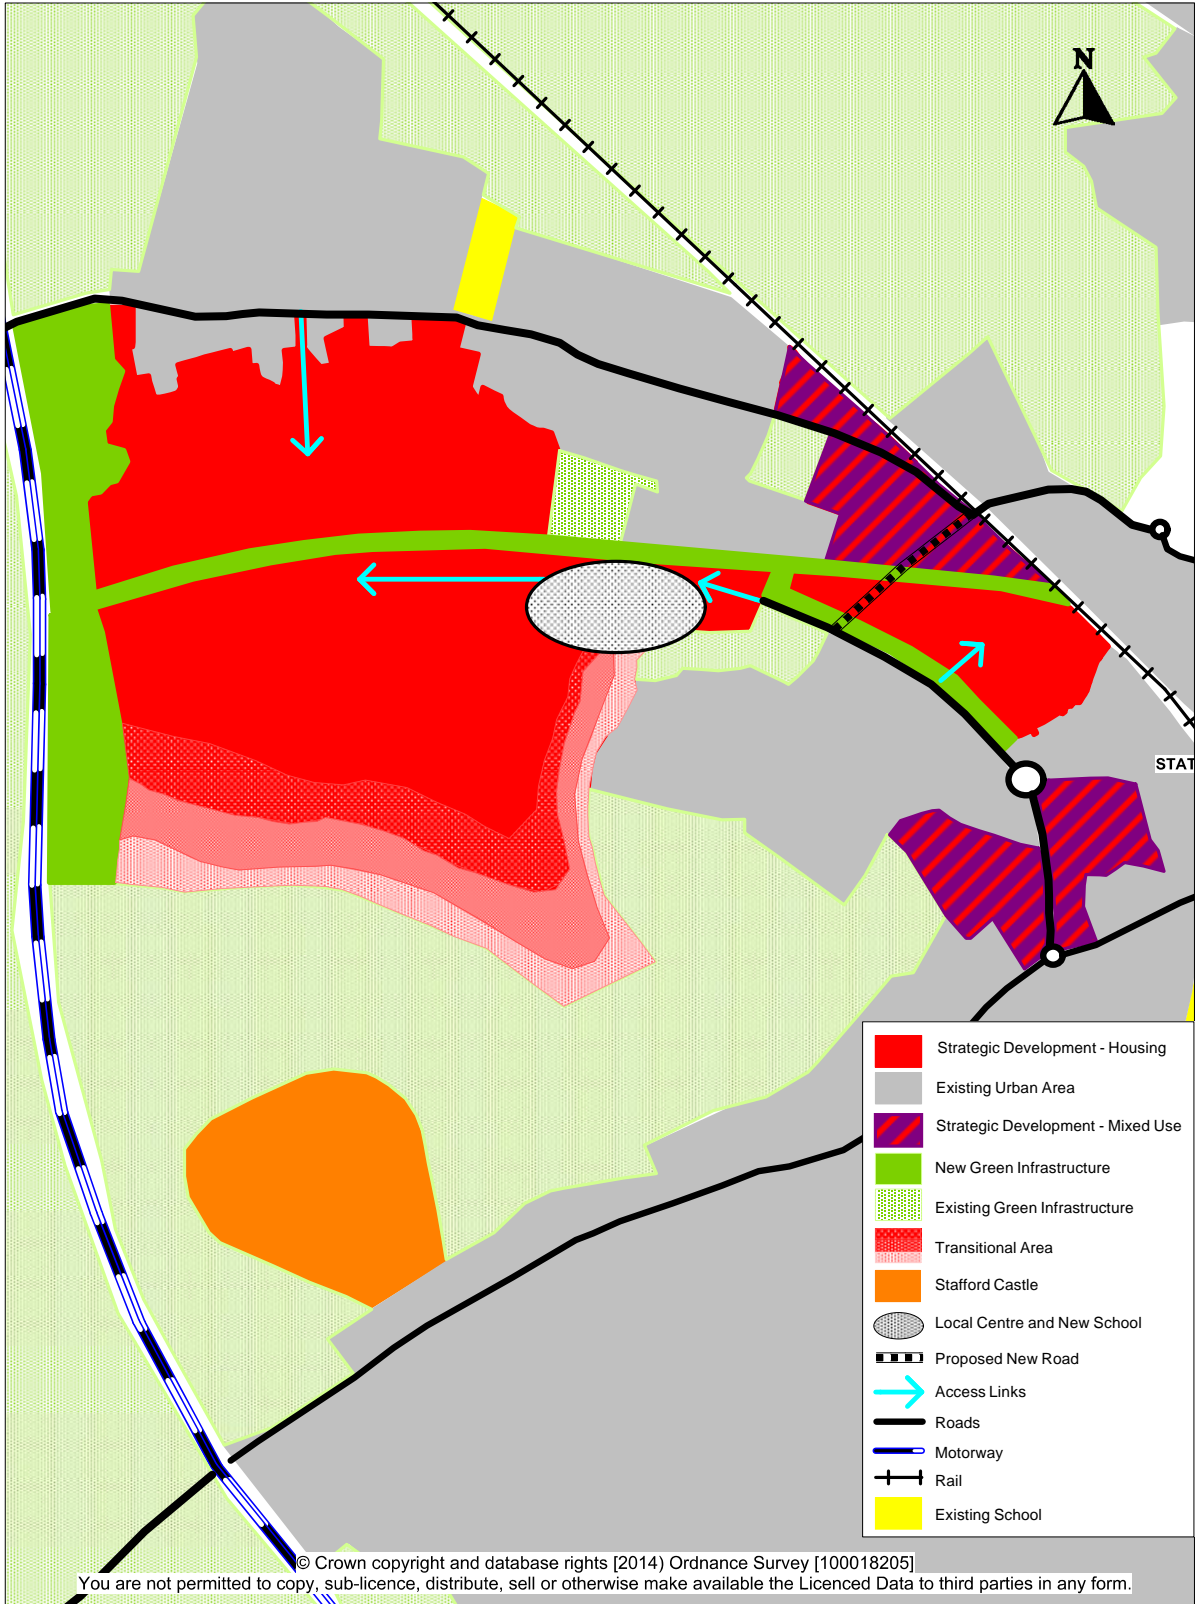 N
STAT
Strategic Development - Housing
Existing Urban Area
Strategic Development - Mixed Use
New Green Infrastructure
Existing Green Infrastructure
Transitional Area
Stafford Castle
Local Centre and New School
Proposed New Road
Access Links
Roads
Motorway
Rail
Existing School
© Crown copyright and database rights [2014) Ordnance Survey [100018205]
You are not permitted to copy, sub-licence, distribute, sell or otherwise make available the Licenced Data to third parties in any form.